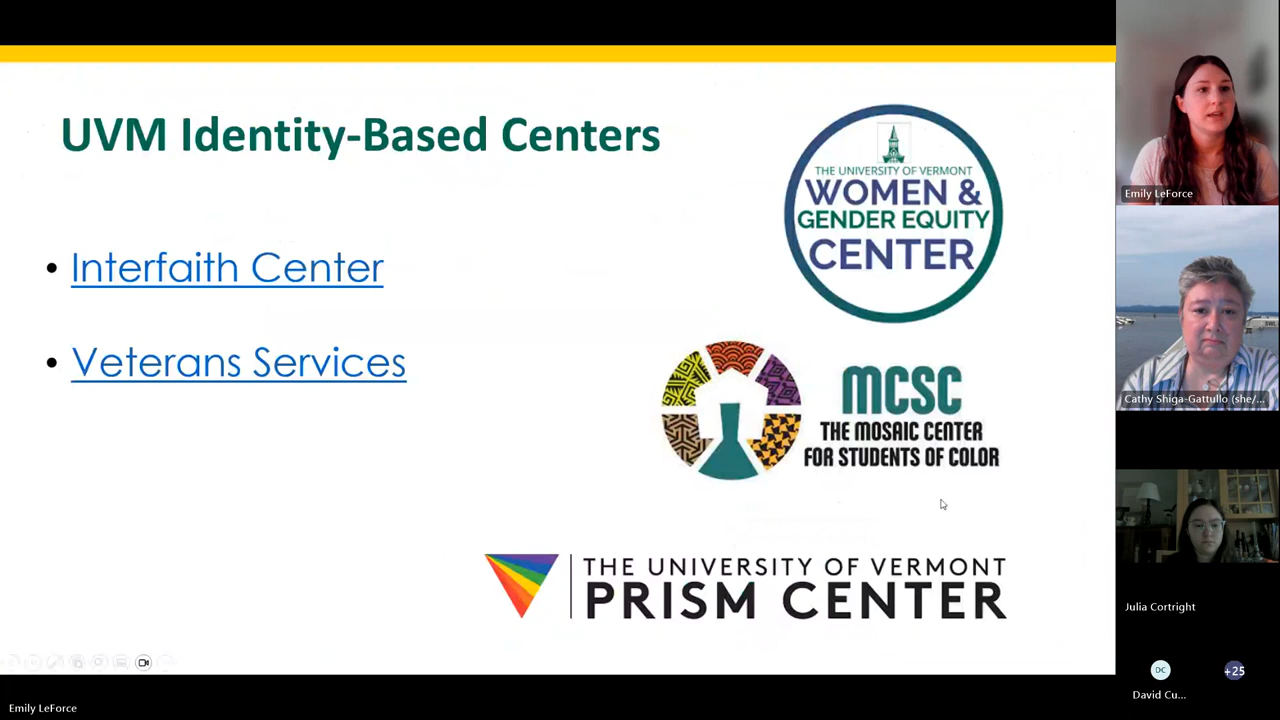 UVM Identity-Based Centers
• Interfaith Center
• Veterans Services
THE UNIVERSITY OF VERMONT
WOMEN &
GENDER EQUITY
CENTER
MCSC
THE MOSAIC CENTER
FOR STUDENTS OF COLOR
THE UNIVERSITY OF VERMONT
PRISM CENTER
Emily LeForce
Cathy Shiga-Gattullo (she/...
Julia Cortright
DC
+25
David Cu...
Emily LeForce